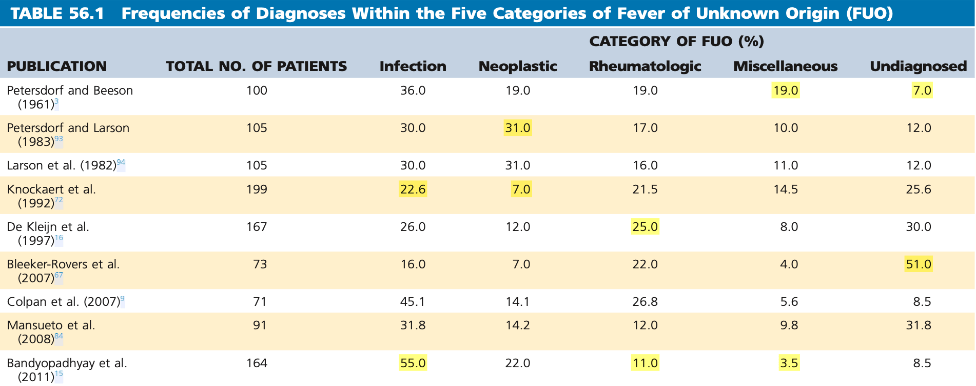 TABLE 56.1 Frequencies of Diagnoses Within the Five Categories of Fever of Unknown Origin (FUO)
CATEGORY OF FUO (%)
PUBLICATION TOTAL NO. OF PATIENTS Infection Neoplastic Rheumatologic Miscellaneous Undiagnosed
Petersdorf and Beeson 100 36.0 19.0 19.0 19.0 7.0
(1961)3
Petersdorf and Larson 105 30.0 31.0 17.0 10.0 12.0
(1983)93
Larson et al. (1982)94 105 30.0 31.0 16.0 11.0 12.0
Knockaert et al. 199 22.6 7.0 21.5 14.5 25.6
(1992)72
De Kleijn et al. 167 26.0 12.0 25.0 8.0 30.0
(1997)16
Bleeker-Rovers et al. 73 16.0 7.0 22.0 4.0 51.0
(2007)67
Colpan et al. (2007)9 71 45.1 14.1 26.8 5.6 8.5
Mansueto et al. 91 31.8 14.2 12.0 9.8 31.8
(2008)84
Bandyopadhyay et al. 164 55.0 22.0 11.0 3.5 8.5
(2011)15